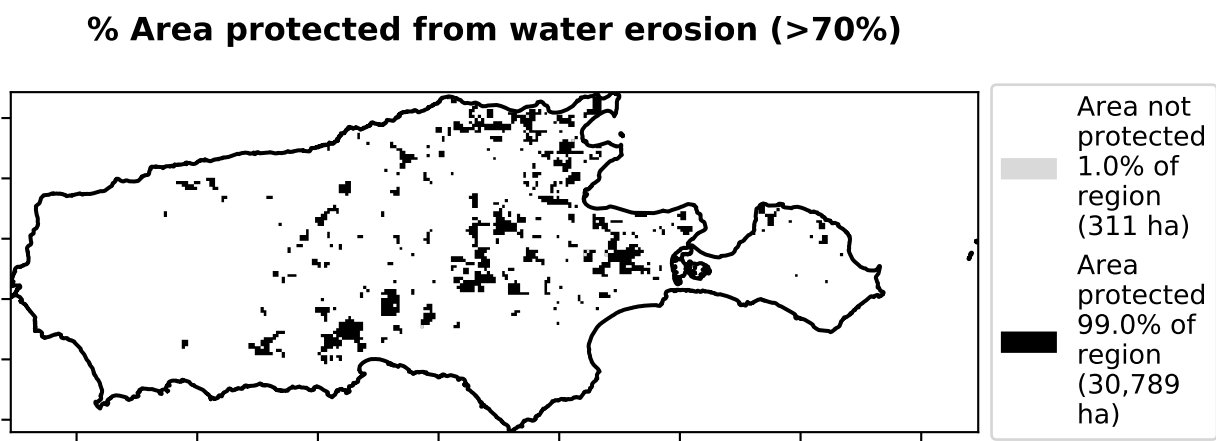 % Area protected from water erosion (>70%)
Area not
protected
1.0% of
region
(311 ha)
Area
protected
99.0% of
region
(30,789
ha)